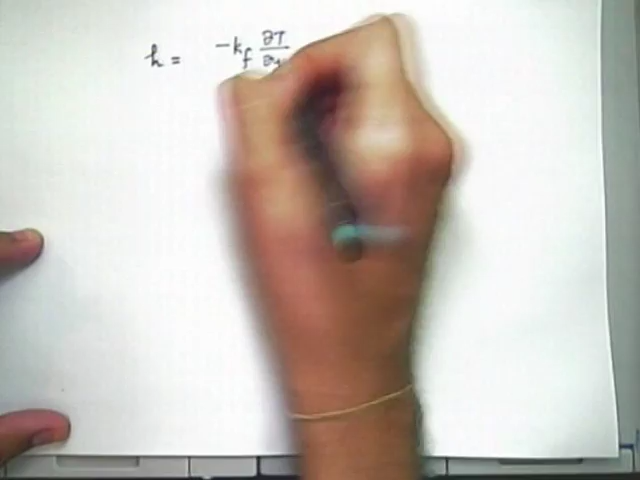 h = -k_f ∂T